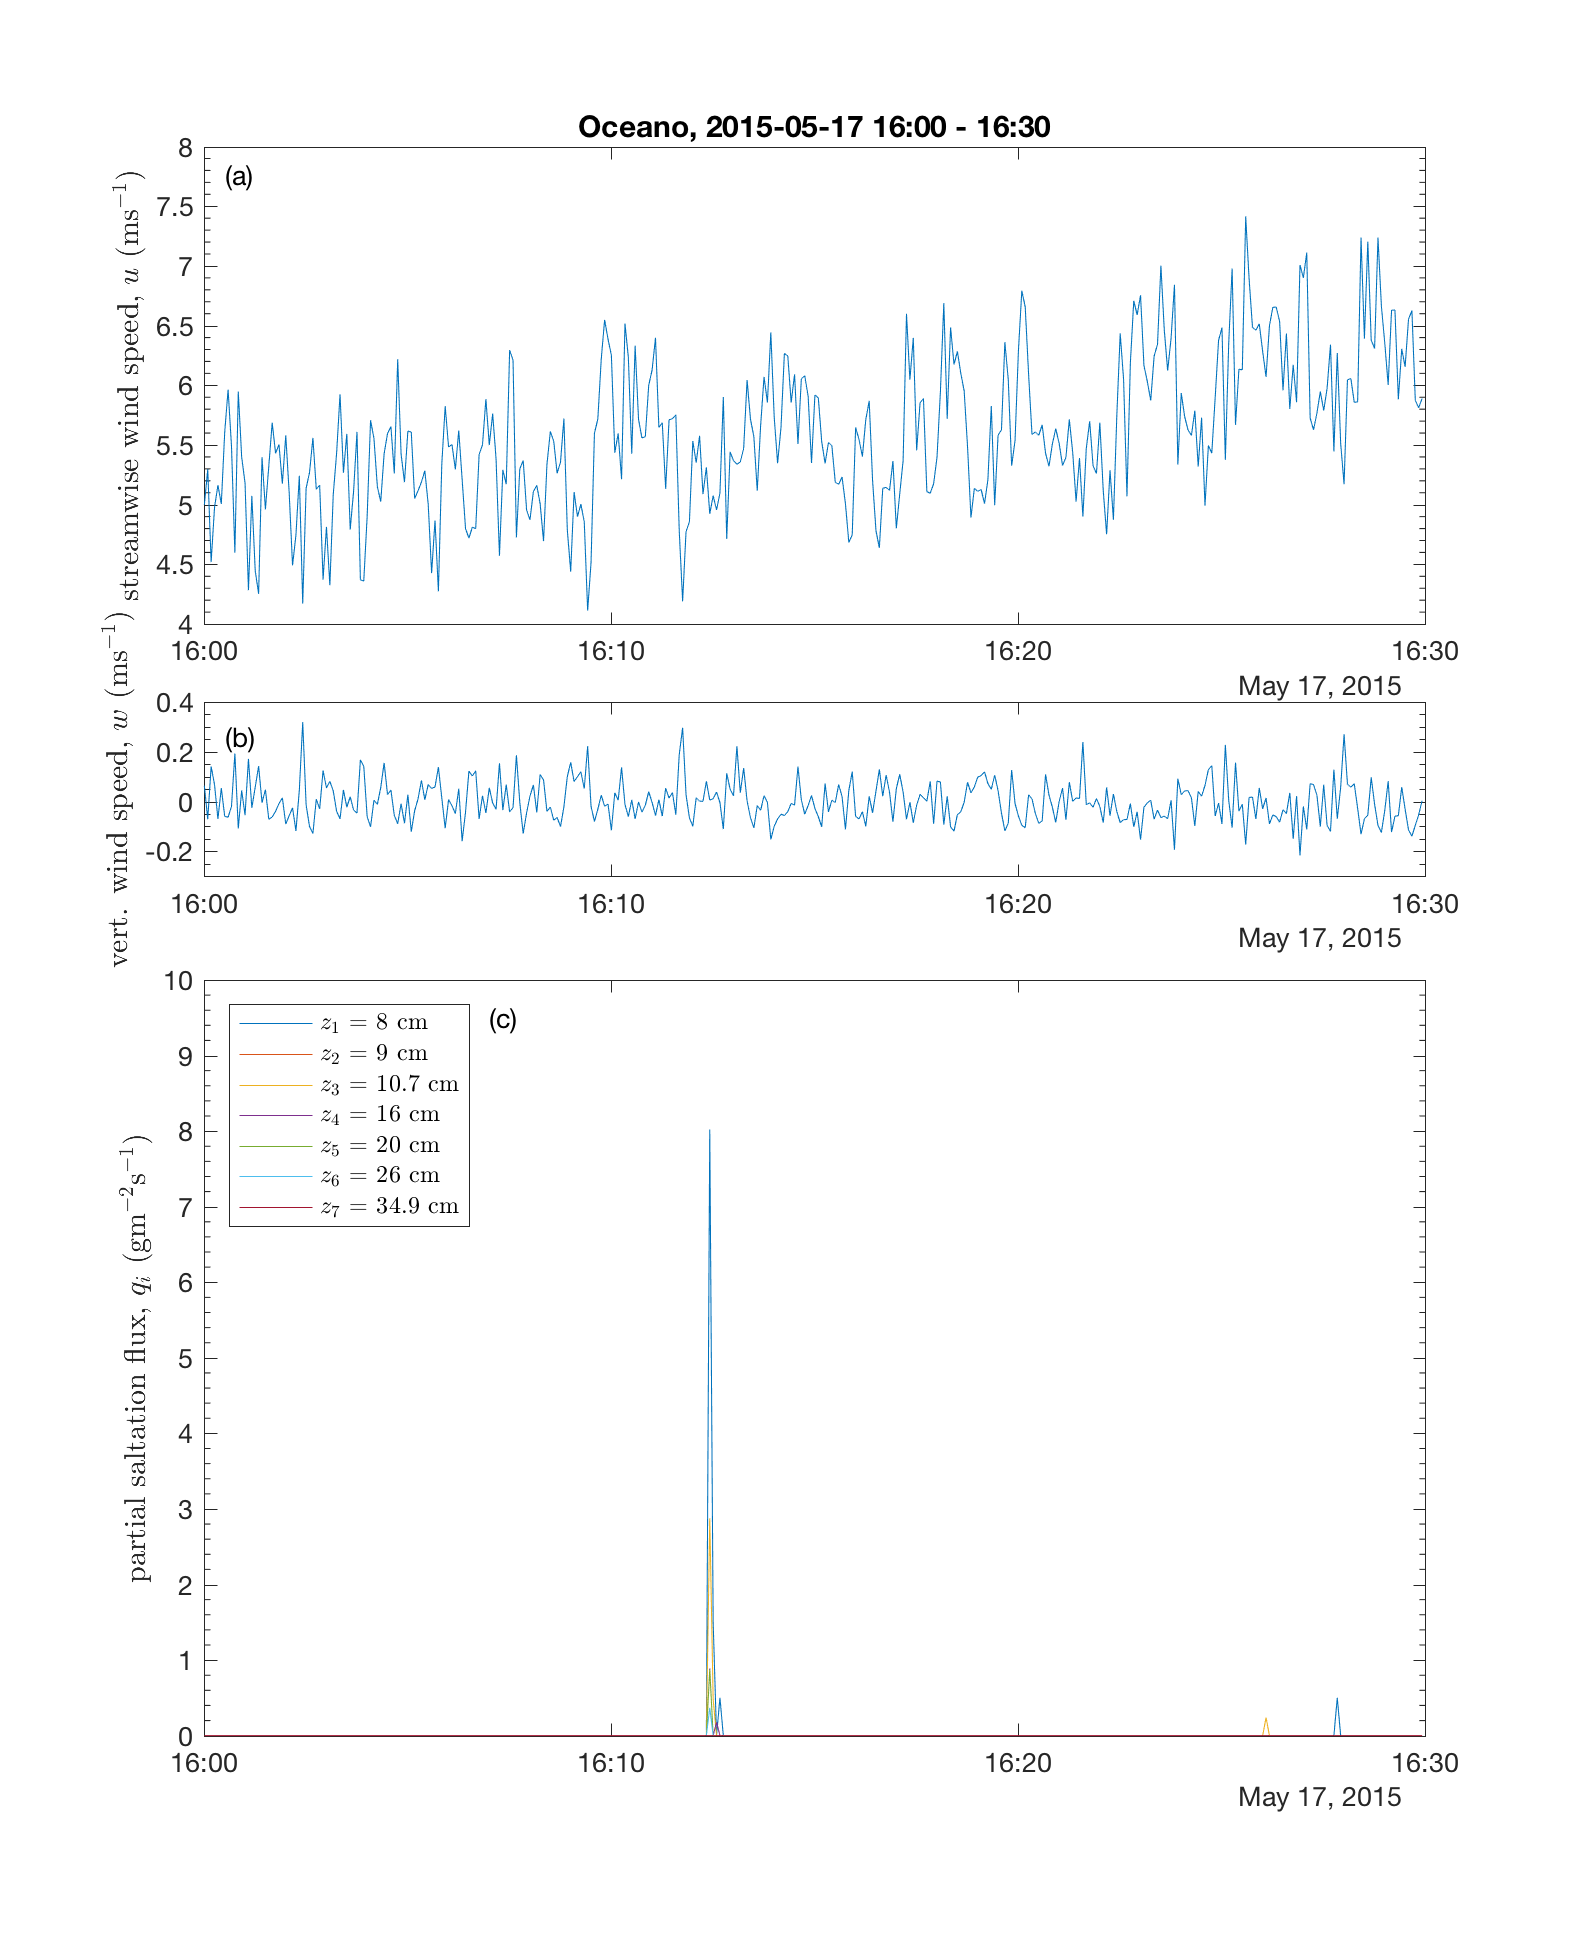 Oceano, 2015-05-17 16:00 - 16:30
(a)
streamwise wind speed, u (ms⁻¹)
8
7.5
7
6.5
6
5.5
5
4.5
4
16:00 16:10 16:20 16:30
May 17, 2015
(b)
vert. wind speed, w (ms⁻¹)
0.4
0.2
0
-0.2
16:00 16:10 16:20 16:30
May 17, 2015
(c)
partial saltation flux, qᵢ (gm⁻²s⁻¹)
10
9
8
7
6
5
4
3
2
1
0
z₁ = 8 cm
z₂ = 9 cm
z₃ = 10.7 cm
z₄ = 16 cm
z₅ = 20 cm
z₆ = 26 cm
z₇ = 34.9 cm
16:00 16:10 16:20 16:30
May 17, 2015